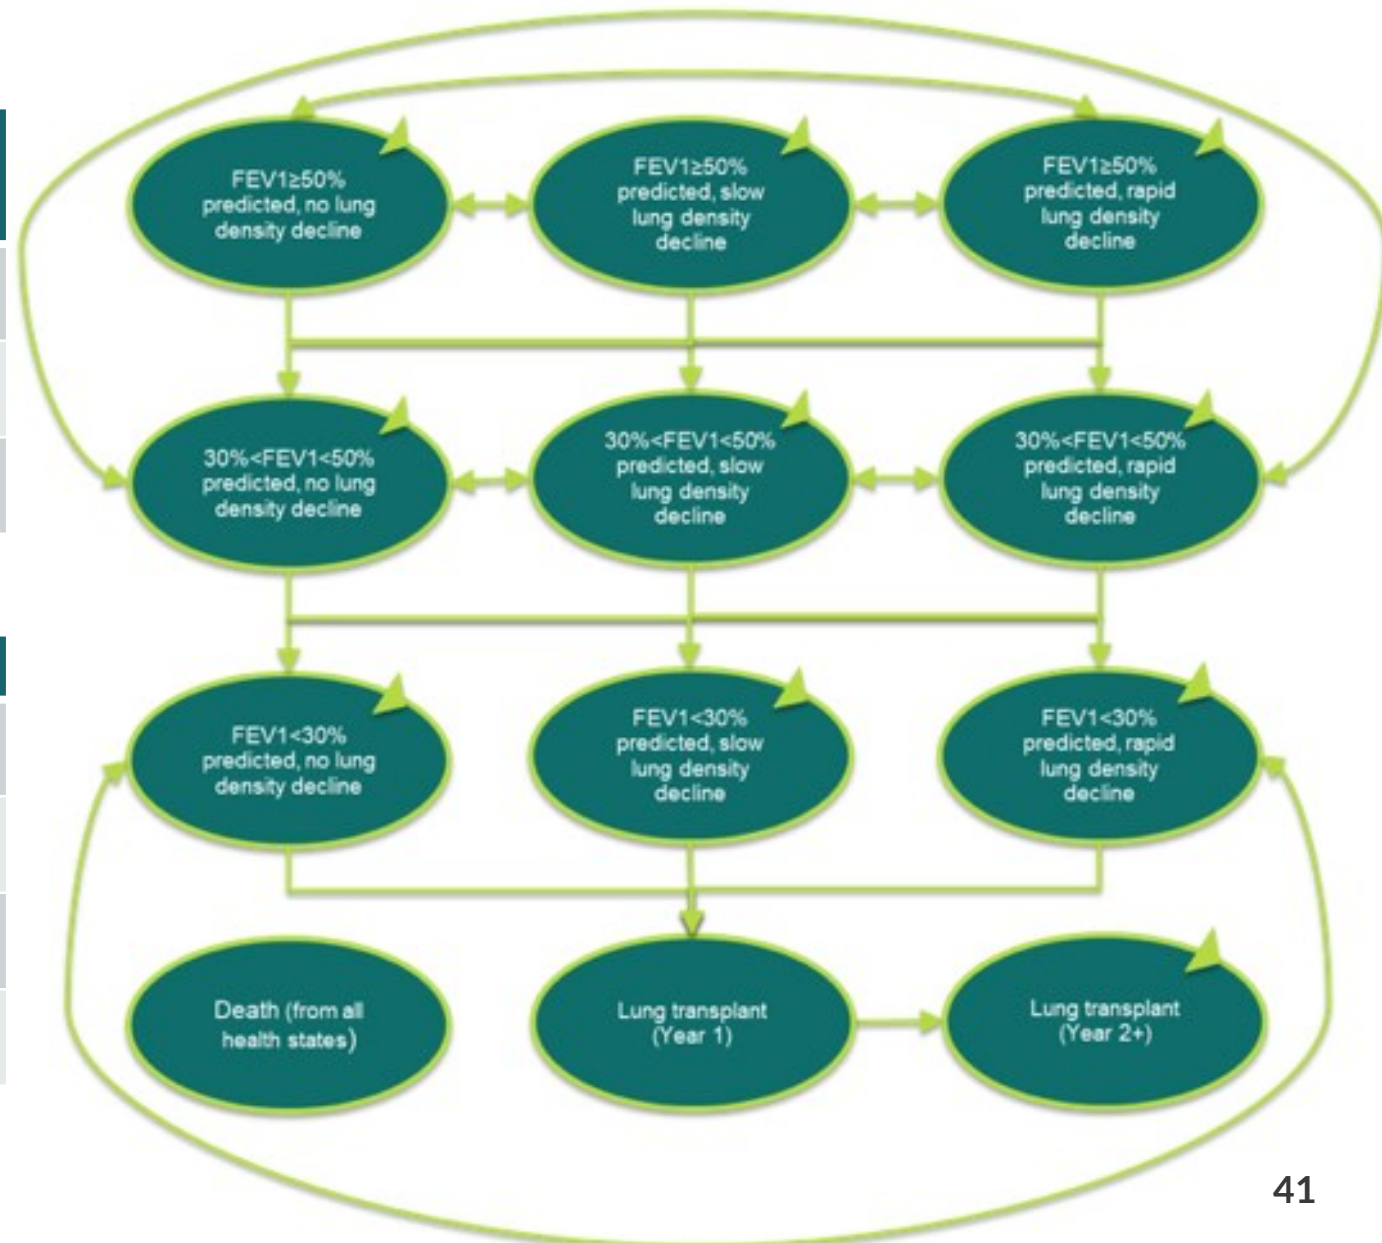 FEV1≥50%
predicted, no lung
density decline
FEV1≥50%
predicted, slow
lung density
decline
FEV1≥50%
predicted, rapid
lung density
decline
30%<FEV1<50%
predicted, no lung
density decline
30%<FEV1<50%
predicted, slow
lung density
decline
30%<FEV1<50%
predicted, rapid
lung density
decline
FEV1<30%
predicted, no lung
density decline
FEV1<30%
predicted, slow
lung density
decline
FEV1<30%
predicted, rapid
lung density
decline
Death (from all
health states)
Lung transplant
(Year 1)
Lung transplant
(Year 2+)
41